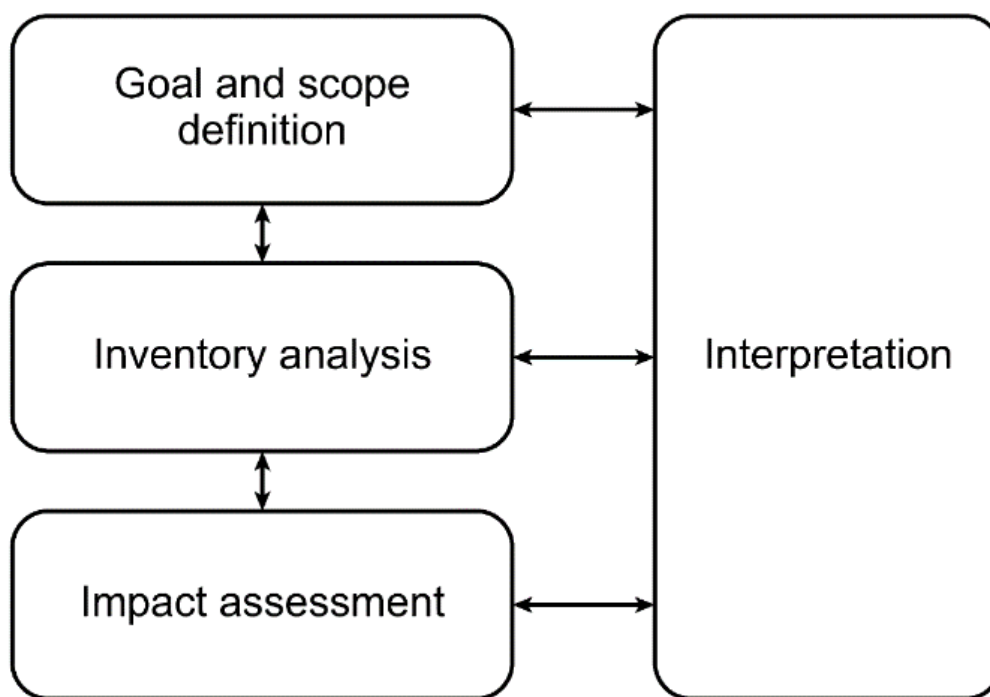 Goal and scope
definition
Inventory analysis
Interpretation
Impact assessment